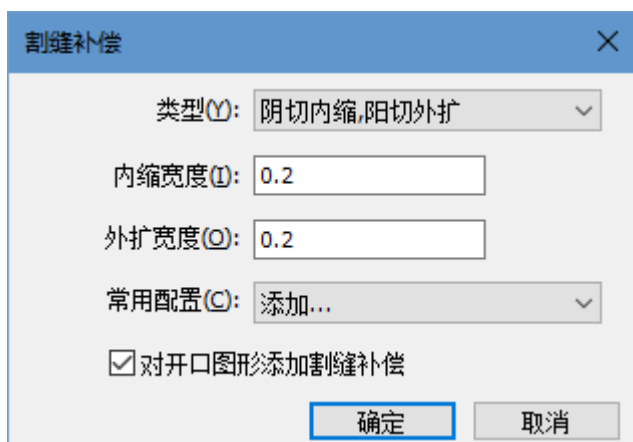 割缝补偿
类型(Y): 阴切内缩,阳切外扩
内缩宽度(I): 0.2
外扩宽度(O): 0.2
常用配置(C): 添加...
对开口图形添加割缝补偿
确定 取消